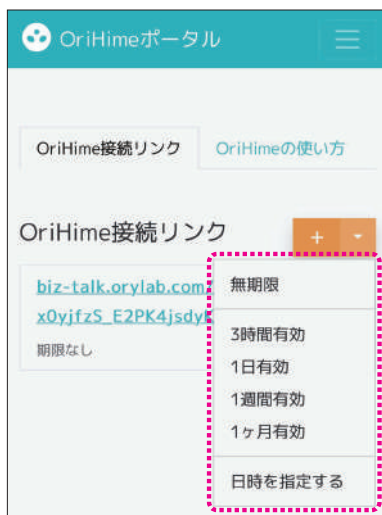 OriHimeポータル
OriHime接続リンク
OriHimeの使い方
OriHime接続リンク
+
biz-talk.orylab.com/
x0yjfzS_E2PK4jsdy
期限なし
無期限
3時間有効
1日有効
1週間有効
1ヶ月有効
日時を指定する